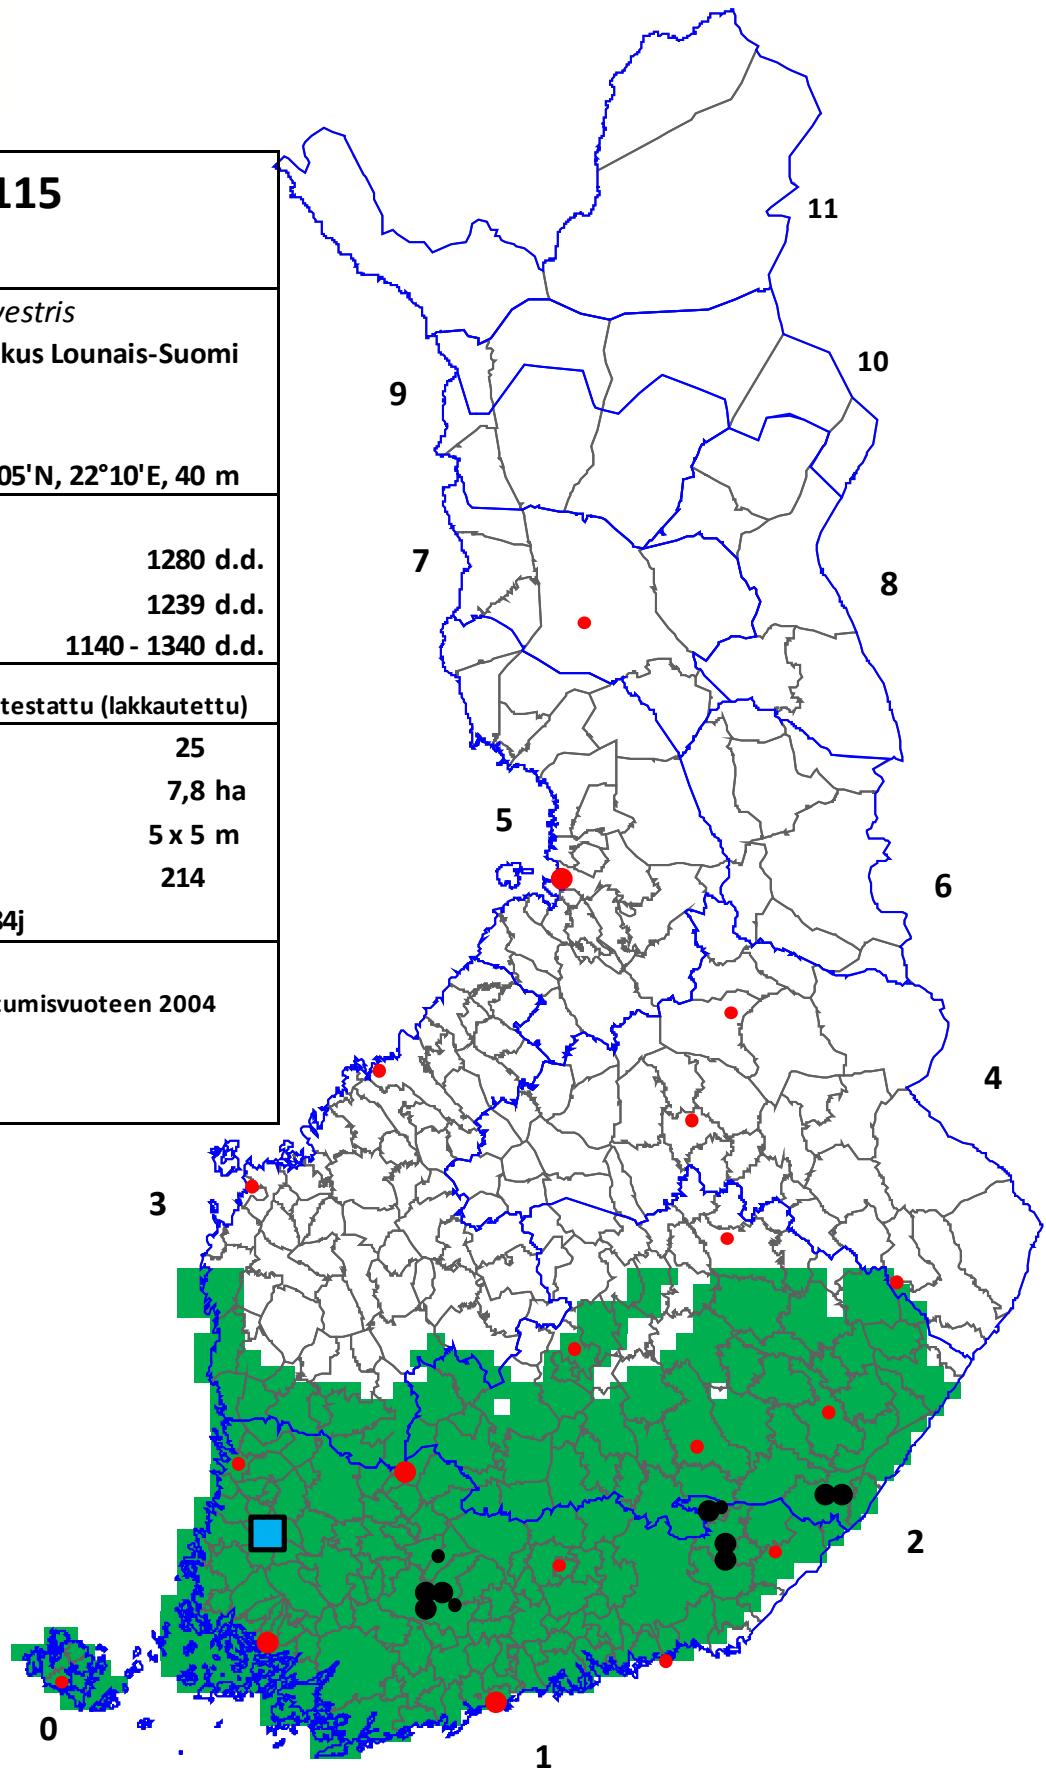 115
vestris
kus Lounais-Suomi
05'N, 22°10'E, 40 m
1280 d.d.
1239 d.d.
1140 - 1340 d.d.
testattu (lakkautettu)
25
7,8 ha
5 x 5 m
214
34j
tumisvuoteen 2004
11
10
9
8
7
6
5
4
3
2
1
0